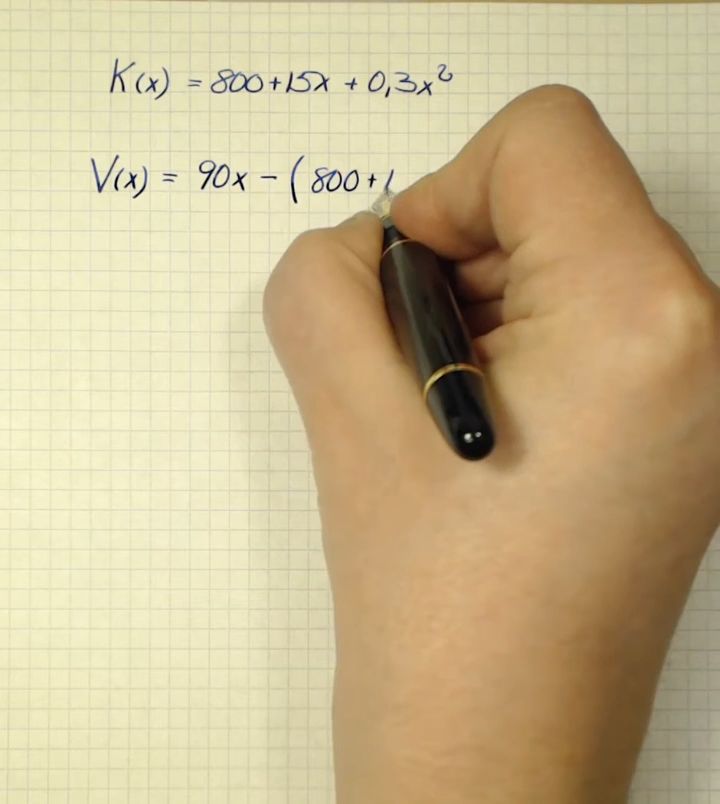 K(x) = 800+15x + 0,3x²
V(x) = 90x - ( 800+